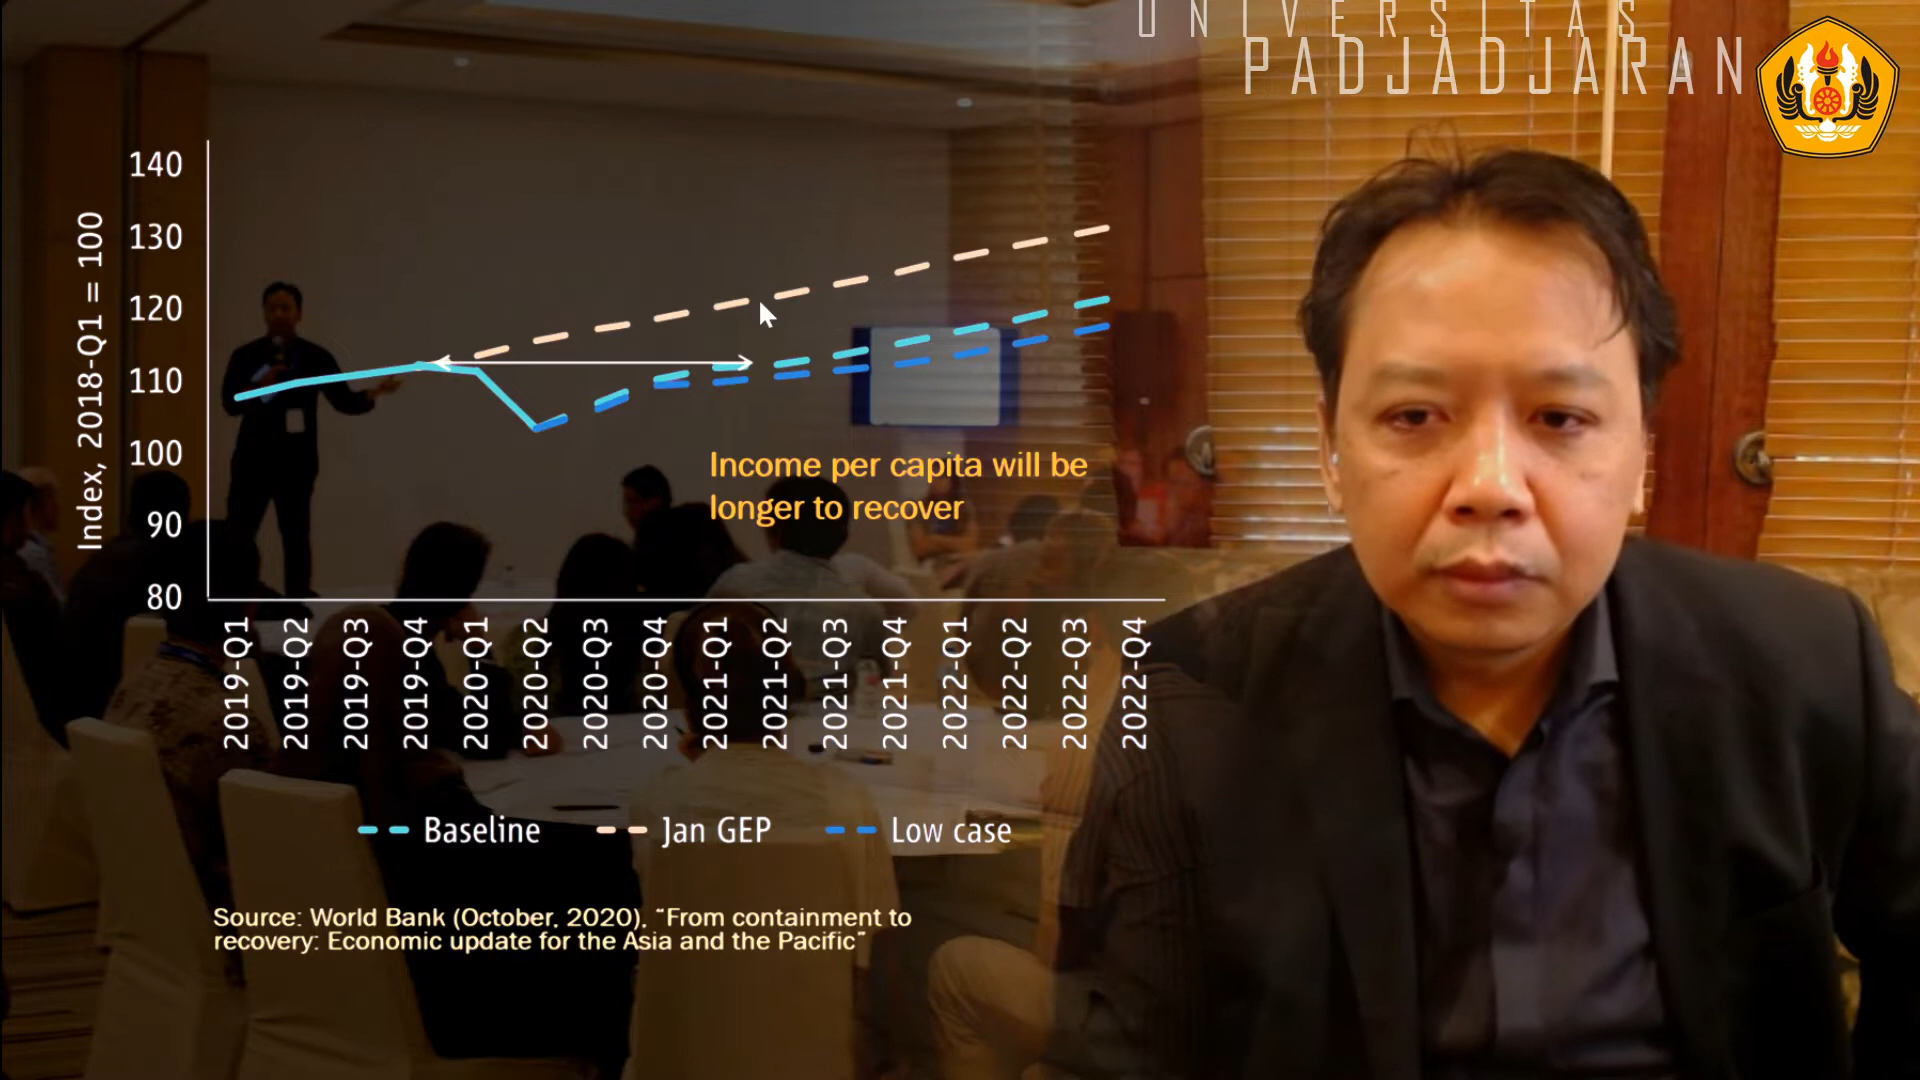 UNIVERSITAS
PADJADJARAN
140
130
120
110
100
90
80
Index, 2018-Q1 = 100
Income per capita will be
longer to recover
2019-Q1
2019-Q2
2019-Q3
2019-Q4
2020-Q1
2020-Q2
2020-Q3
2020-Q4
2021-Q1
2021-Q2
2021-Q3
2021-Q4
2022-Q1
2022-Q2
2022-Q3
2022-Q4
Baseline
Jan GEP
Low case
Source: World Bank (October, 2020), “From containment to
recovery: Economic update for the Asia and the Pacific”